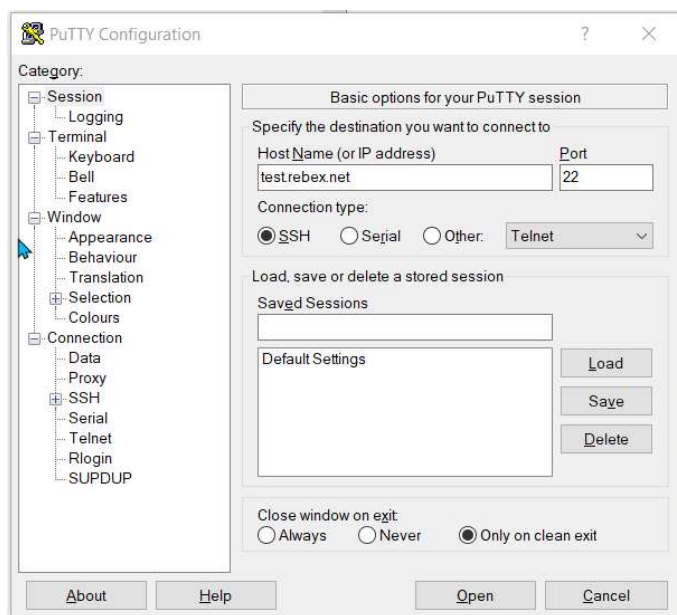 PuTTY Configuration
?
Category:
Session
Logging
Terminal
Keyboard
Bell
Features
Window
Appearance
Behaviour
Translation
Selection
Colours
Connection
Data
Proxy
SSH
Serial
Telnet
Rlogin
SUPDUP
Basic options for your PuTTY session
Specify the destination you want to connect to
Host Name (or IP address) Port
test.rebex.net 22
Connection type:
SSH Serial Other: Telnet
Load, save or delete a stored session
Saved Sessions
Default Settings
Load
Save
Delete
Close window on exit:
Always Never Only on clean exit
About Help Open Cancel